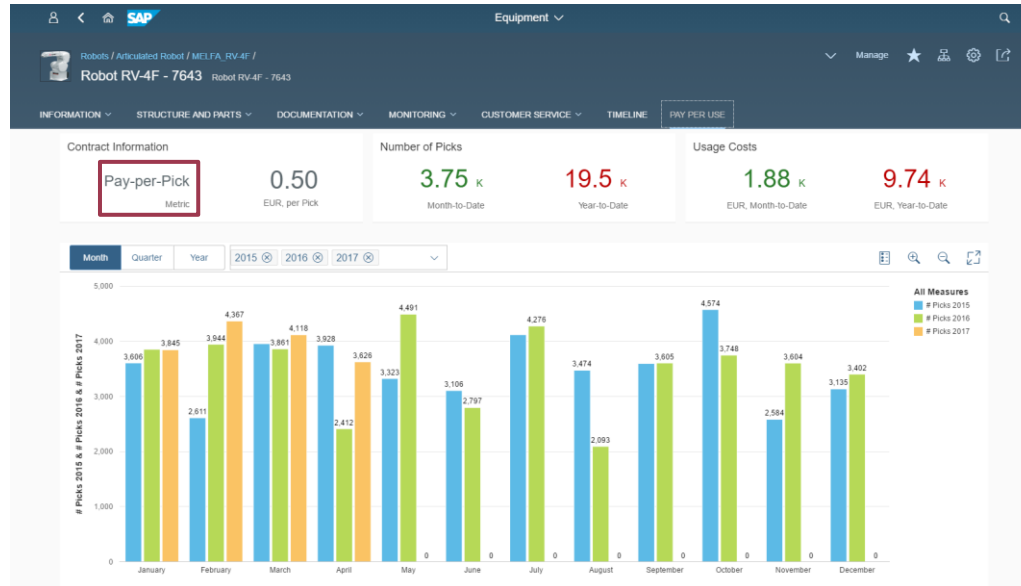 SAP
Equipment
Robots / Articulated Robot / MELFA_RV-4F /
Manage
Robot RV-4F - 7643 Robot RV-4F - 7643
INFORMATION STRUCTURE AND PARTS DOCUMENTATION MONITORING CUSTOMER SERVICE TIMELINE PAY PER USE
Contract Information
Pay-per-Pick
Metric
0.50
EUR, per Pick
Number of Picks
3.75 K
Month-to-Date
19.5 K
Year-to-Date
Usage Costs
1.88 K
EUR, Month-to-Date
9.74 K
EUR, Year-to-Date
Month Quarter Year 2015 2016 2017
All Measures
# Picks 2015
# Picks 2016
# Picks 2017
# Picks 2015 & # Picks 2016 & # Picks 2017
5,000
4,000
3,000
2,000
1,000
0
3,606 3,845
2,611 3,944 4,367
3,861 4,118
3,928 2,412 3,626
3,323 4,491 0
3,106 2,797 0
4,276 0
3,474 2,093 0
3,605 0
4,574 3,748 0
2,584 3,604 0
3,135 3,402 0
January February March April May June July August September October November December